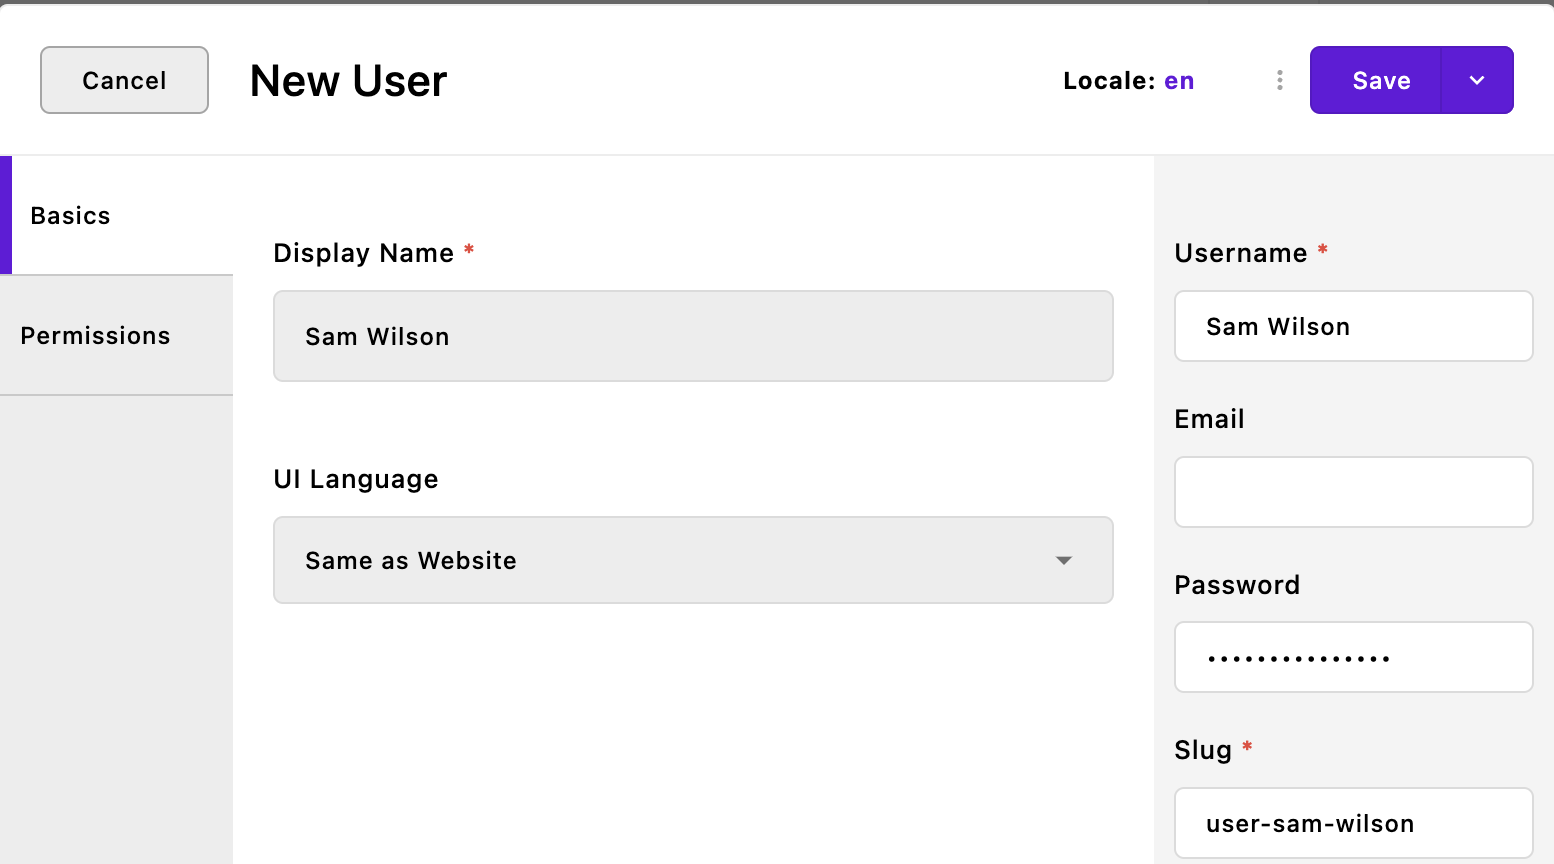 Cancel
New User
Locale: en
Save
Basics
Permissions
Display Name *
Sam Wilson
UI Language
Same as Website
Username *
Sam Wilson
Email
Password
•••••••••••••••
Slug *
user-sam-wilson